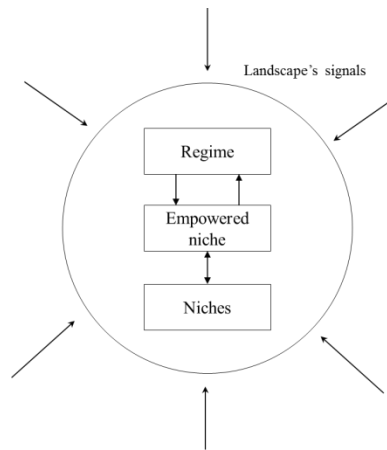 Landscape's signals
Regime
Empowered
niche
Niches